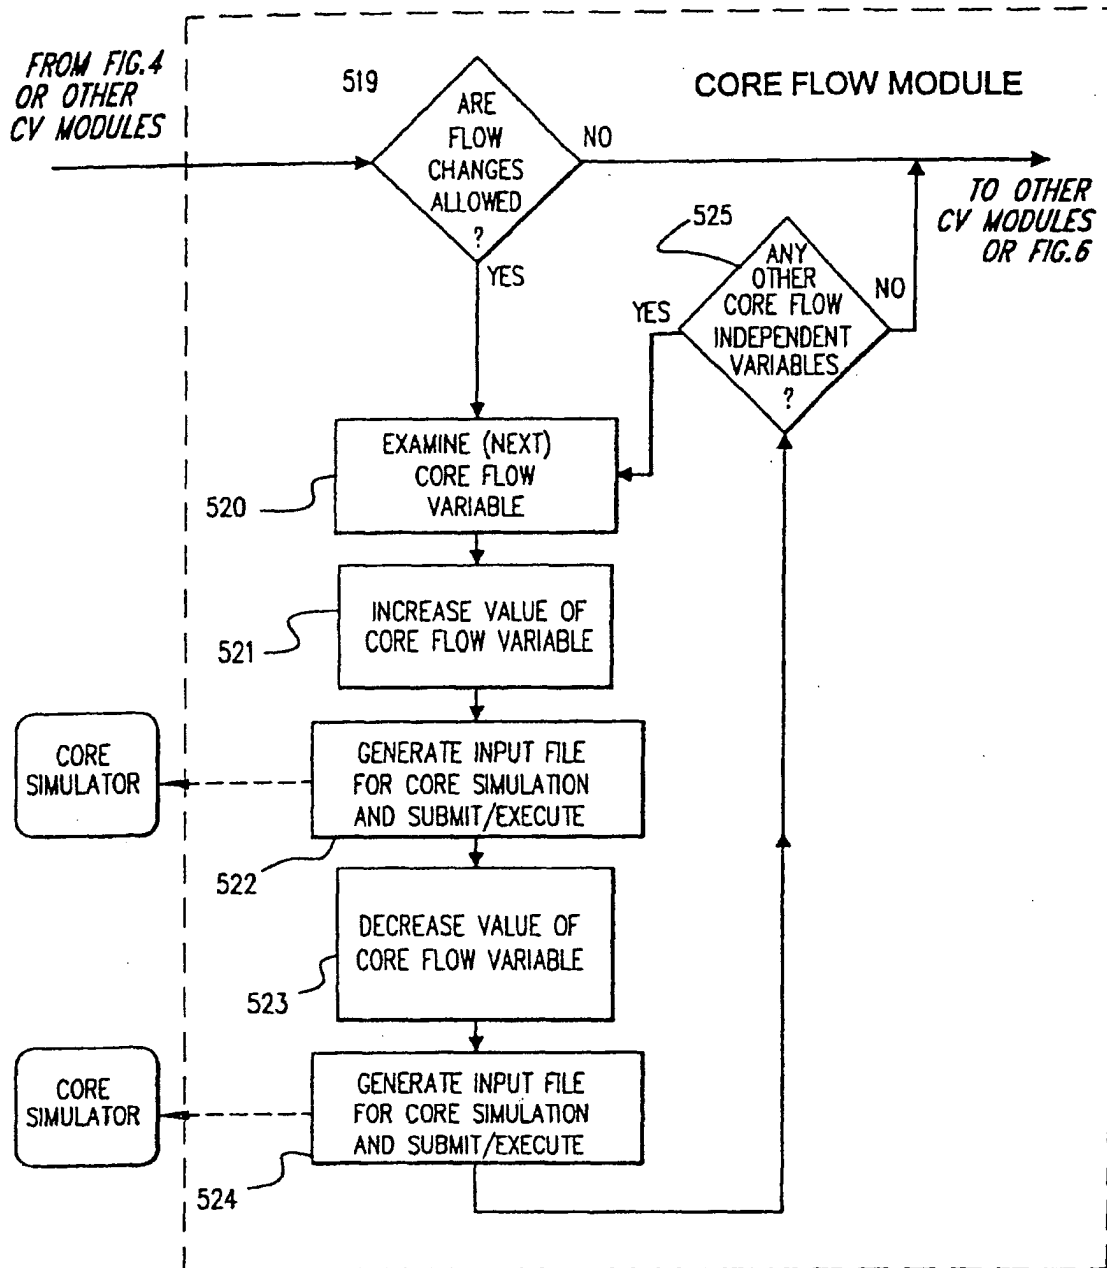 FROM FIG.4
OR OTHER
CV MODULES
519
ARE
FLOW
CHANGES
ALLOWED
?
CORE FLOW MODULE
NO
YES
TO OTHER
CV MODULES
OR FIG.6
525
ANY
OTHER
CORE FLOW
INDEPENDENT
VARIABLES
?
YES
NO
EXAMINE (NEXT)
CORE FLOW
VARIABLE
520
INCREASE VALUE OF
CORE FLOW VARIABLE
521
CORE
SIMULATOR
GENERATE INPUT FILE
FOR CORE SIMULATION
AND SUBMIT/EXECUTE
522
DECREASE VALUE OF
CORE FLOW VARIABLE
523
CORE
SIMULATOR
GENERATE INPUT FILE
FOR CORE SIMULATION
AND SUBMIT/EXECUTE
524